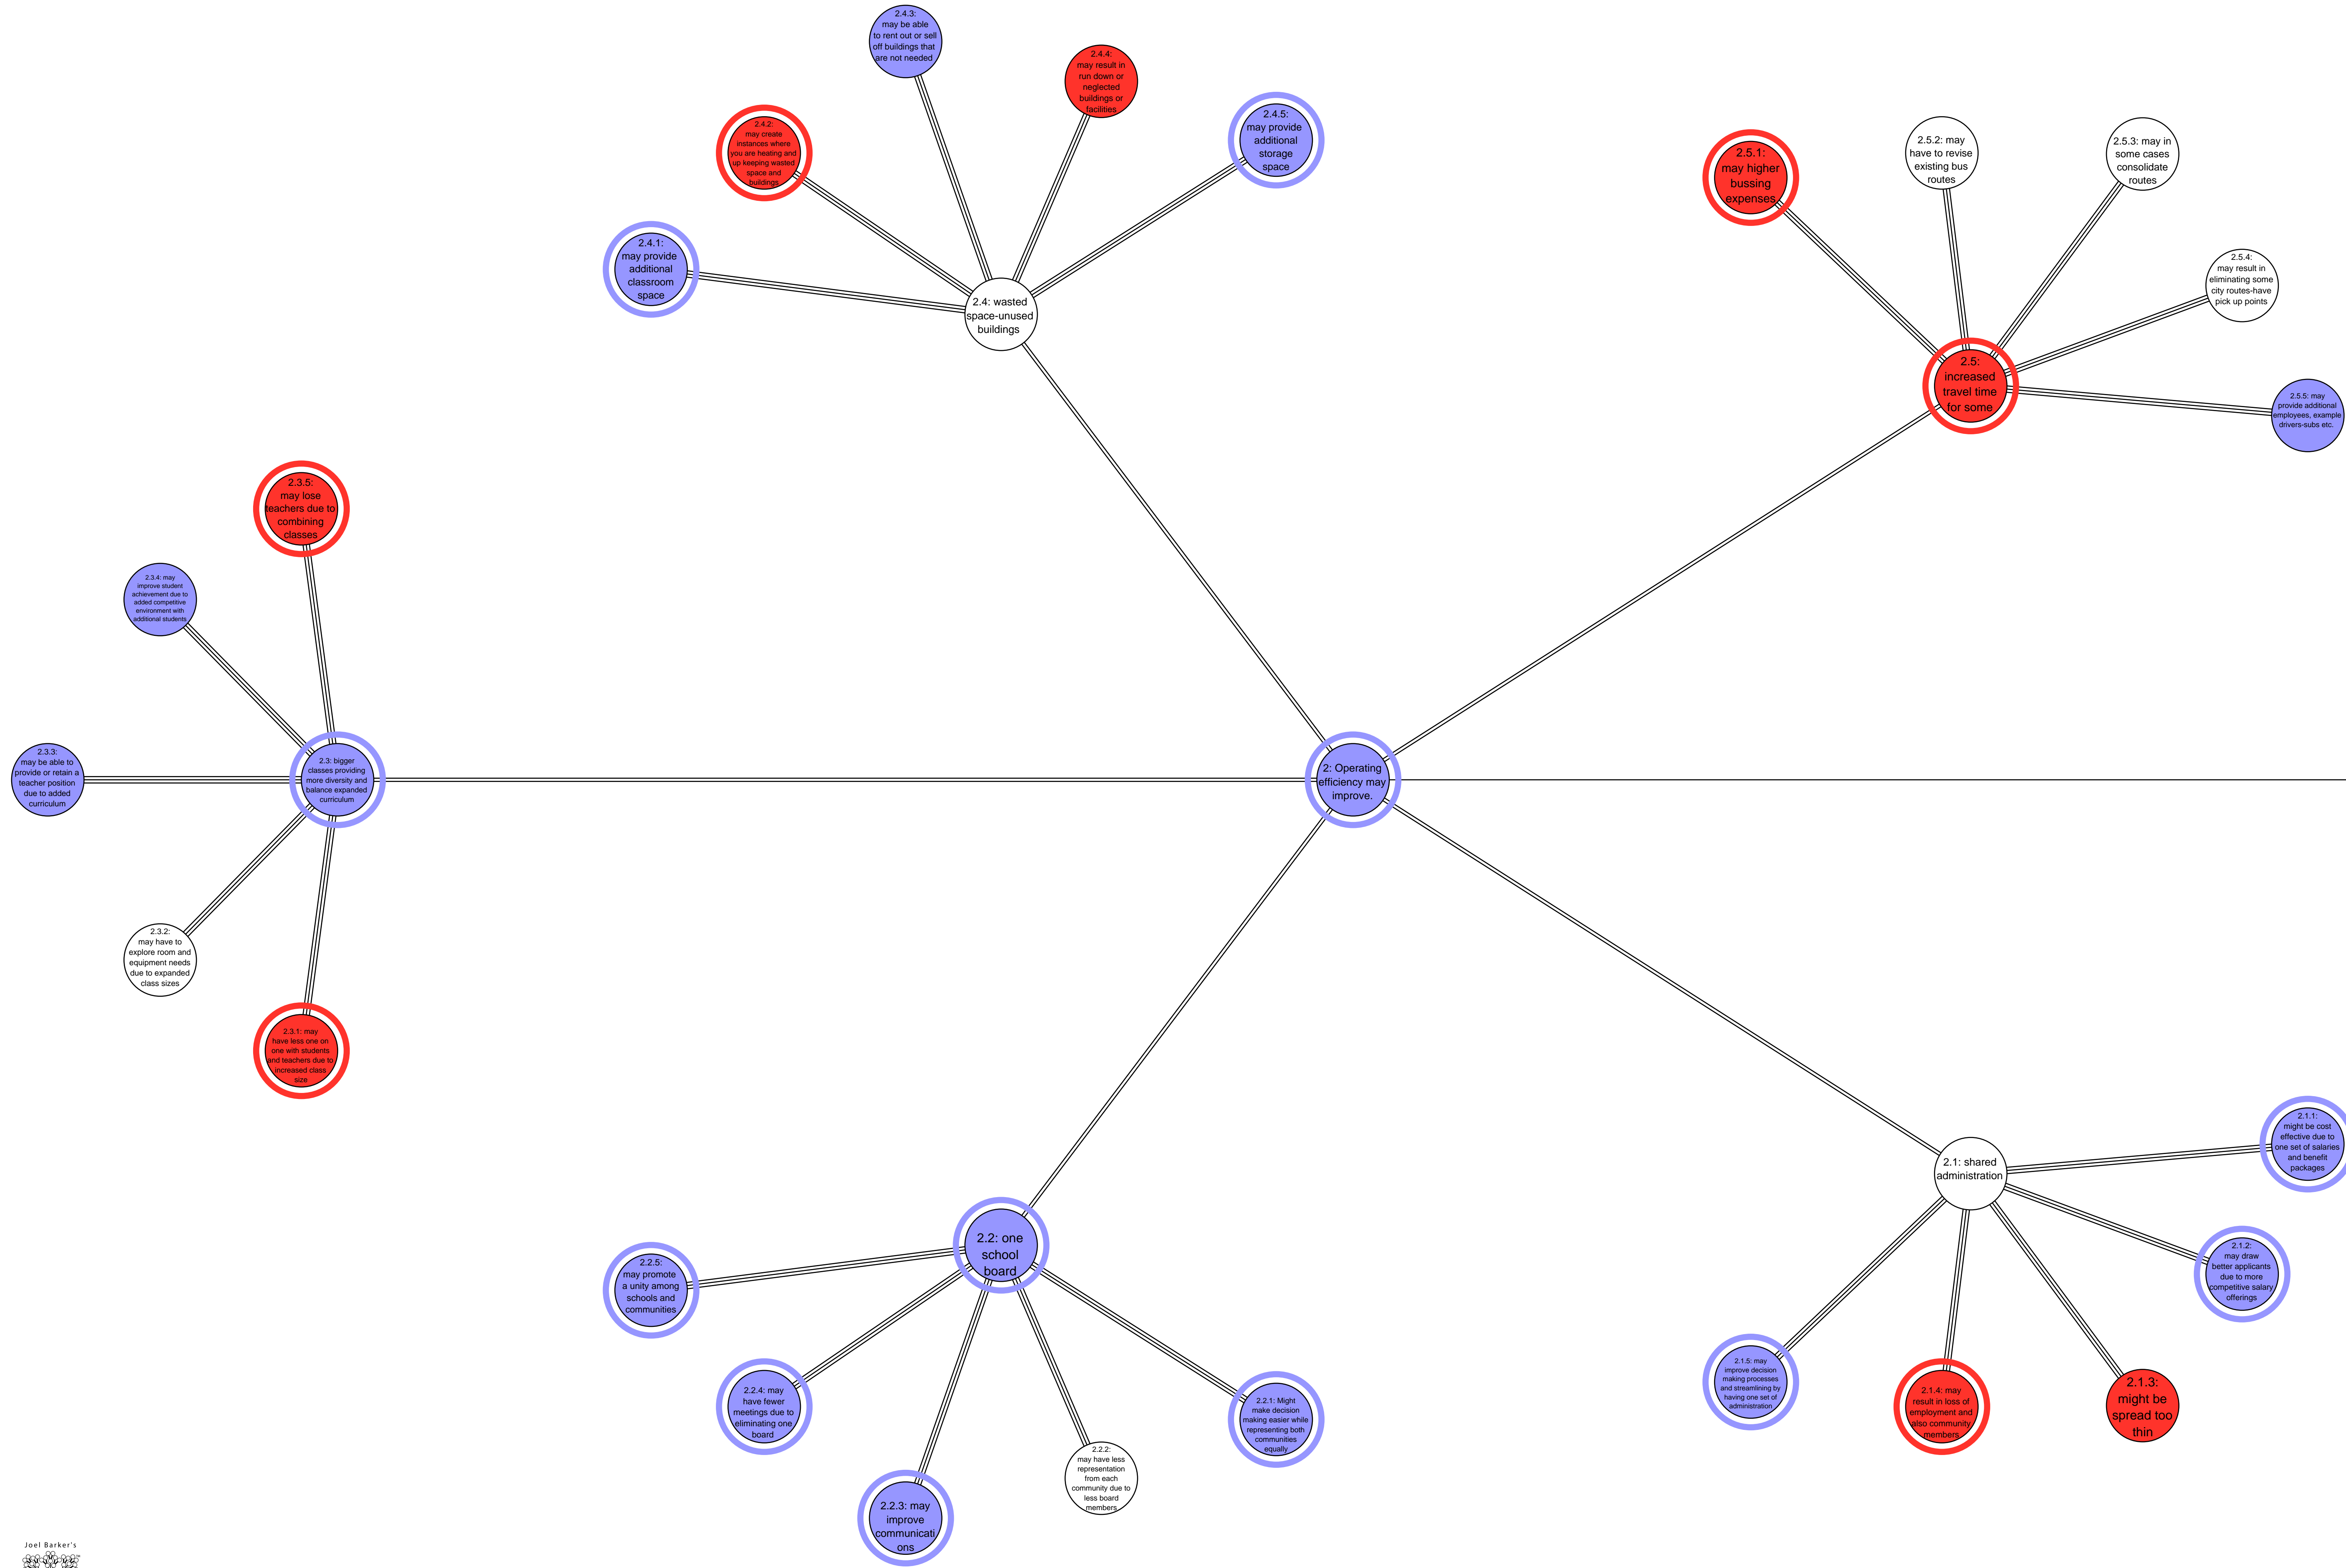 2.4.3:
may be able
to rent out or sell
off buildings that
are not needed
2.4.4:
may result in
run down or
neglected
buildings or
facilities
2.4.2:
may create
instances where
you are heating and
up keeping wasted
space and
buildings
2.4.5:
may provide
additional
storage
space
2.4.1:
may provide
additional
classroom
space
2.4: wasted
space-unused
buildings
2.5.1:
may higher
bussing
expenses
2.5.2: may
have to revise
existing bus
routes
2.5.3: may in
some cases
consolidate
routes
2.5.4:
may result in
eliminating some
city routes-have
pick up points
2.5:
increased
travel time
for some
2.5.5: may
provide additional
employees, example
drivers-subs etc.
2.3.5:
may lose
teachers due to
combining
classes
2.3.4: may
improve student
achievement due to
added competitive
environment with
additional students
2.3.3:
may be able to
provide or retain a
teacher position
due to added
curriculum
2.3: bigger
classes providing
more diversity and
balance expanded
curriculum
2: Operating
efficiency may
improve.
2.3.2:
may have to
explore room and
equipment needs
due to expanded
class sizes
2.3.1: may
have less one on
one with students
and teachers due to
increased class
size
2.1.1:
might be cost
effective due to
one set of salaries
and benefit
packages
2.1: shared
administration
2.1.2:
may draw
better applicants
due to more
competitive salary
offerings
2.2: one
school
board
2.2.5:
may promote
a unity among
schools and
communities
2.2.4: may
have fewer
meetings due to
eliminating one
board
2.2.3: may
improve
communicati
ons
2.2.2:
may have less
representation
from each
community due to
less board
members
2.2.1: Might
make decision
making easier while
representing both
communities
equally
2.1.5: may
improve decision
making processes
and streamlining by
having one set of
administration
2.1.4: may
result in loss of
employment and
also community
members
2.1.3:
might be
spread too
thin
Joel Barker's